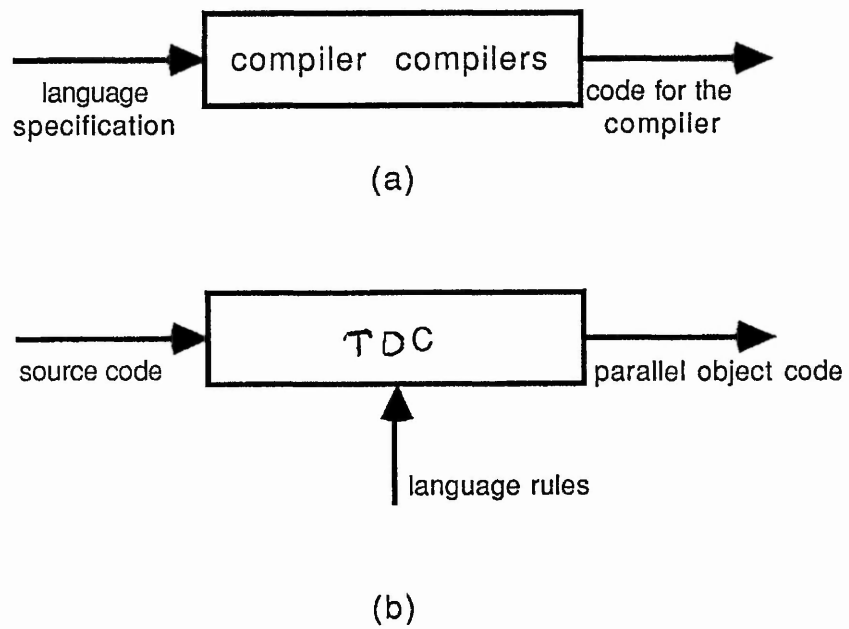 compiler compilers
language
specification
code for the
compiler
(a)
TDC
source code
parallel object code
language rules
(b)